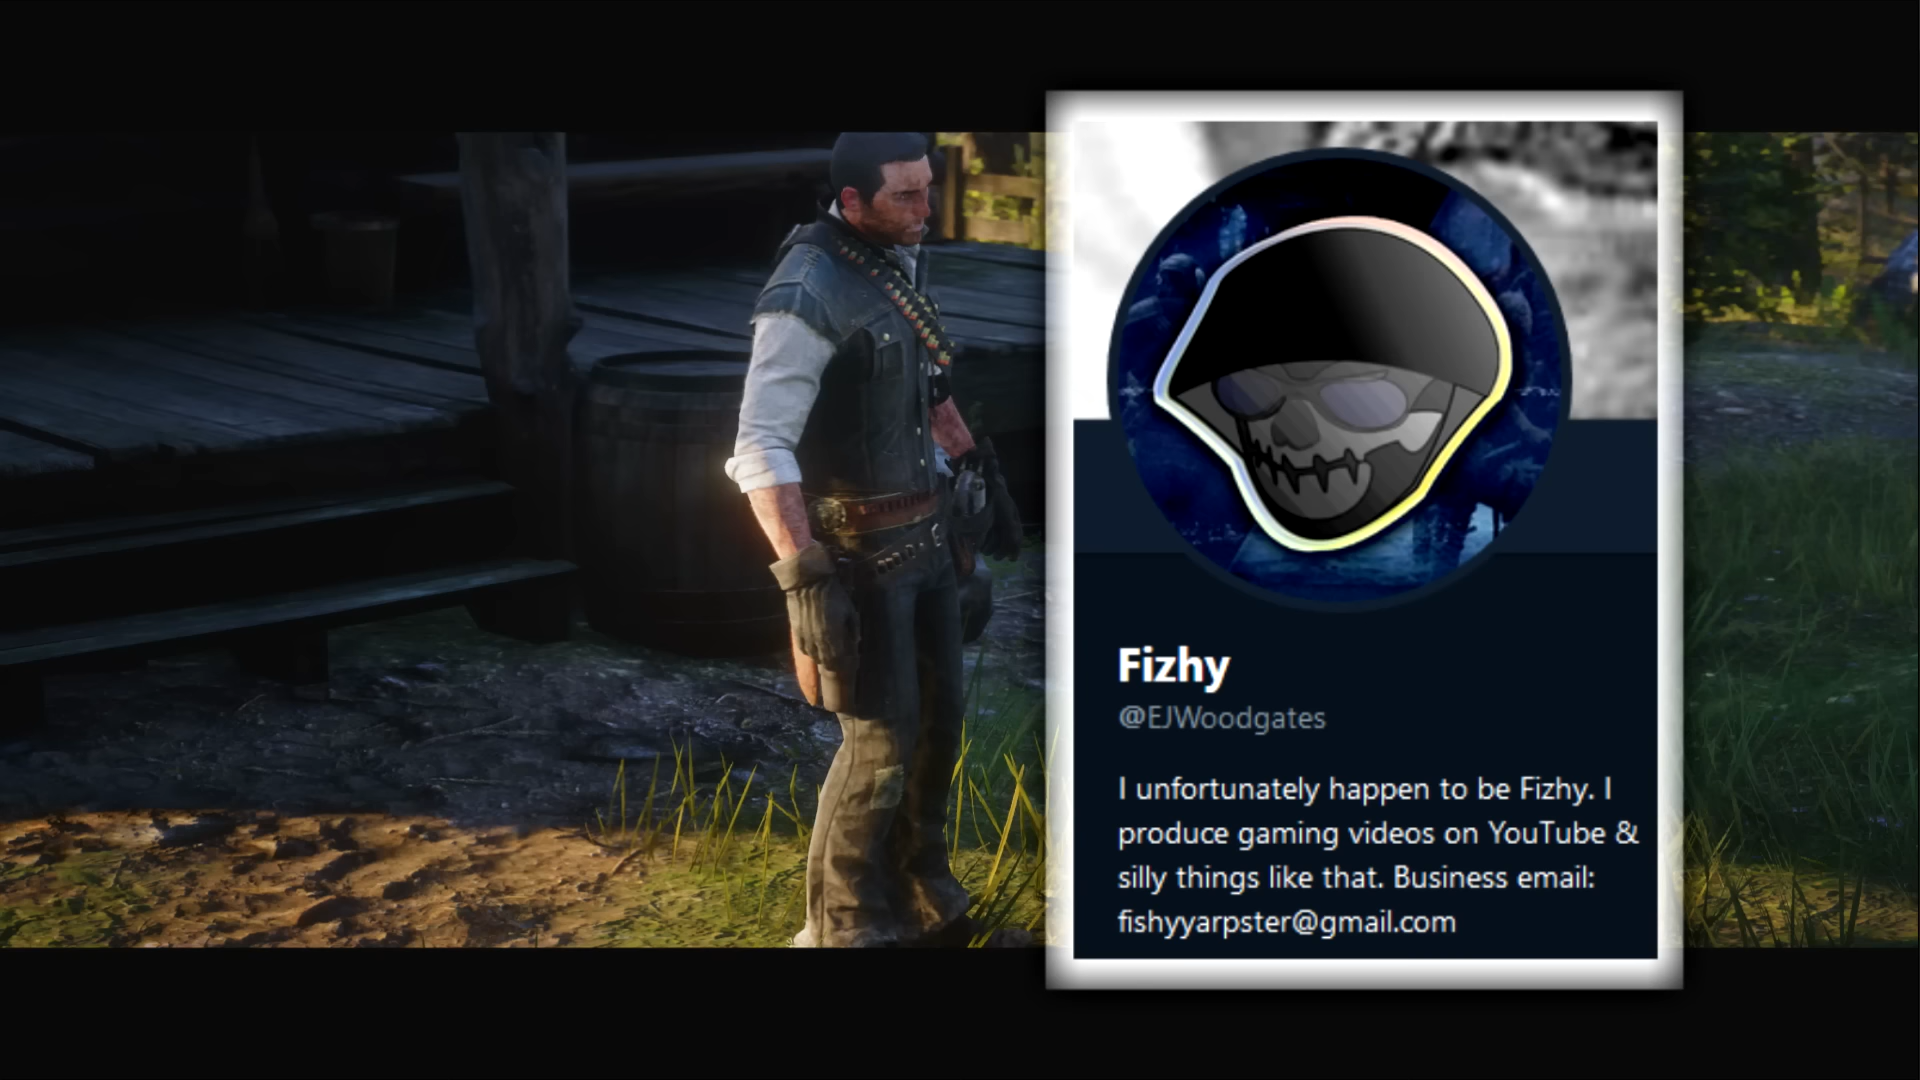 Fizhy
@EJWoodgates
I unfortunately happen to be Fizhy. I
produce gaming videos on YouTube &
silly things like that. Business email:
fishyyarpster@gmail.com